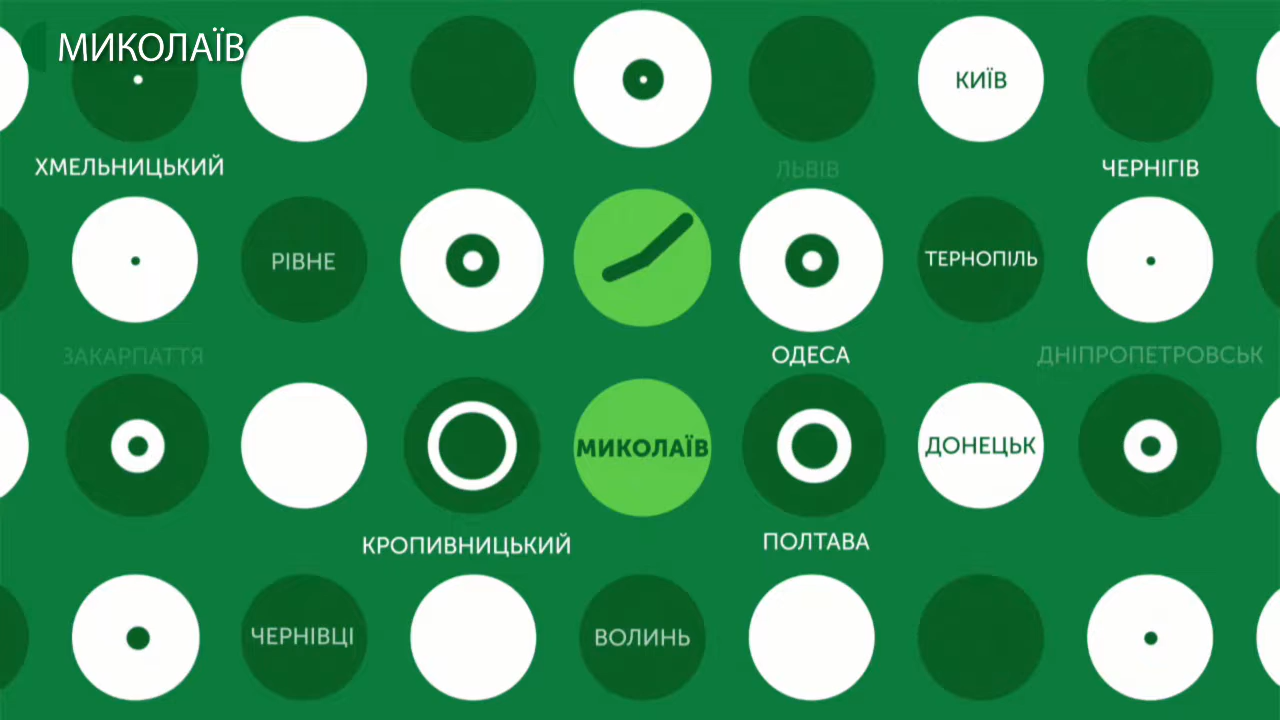 МИКОЛАЇВ
КИЇВ
ХМЕЛЬНИЦЬКИЙ
ЛЬВІВ
ЧЕРНІГІВ
РІВНЕ
ТЕРНОПІЛЬ
ЗАКАРПАТТЯ
ОДЕСА
ДНІПРОПЕТРОВСЬК
МИКОЛАЇВ
ДОНЕЦЬК
КРОПИВНИЦЬКИЙ
ПОЛТАВА
ЧЕРНІВЦІ
ВОЛИНЬ